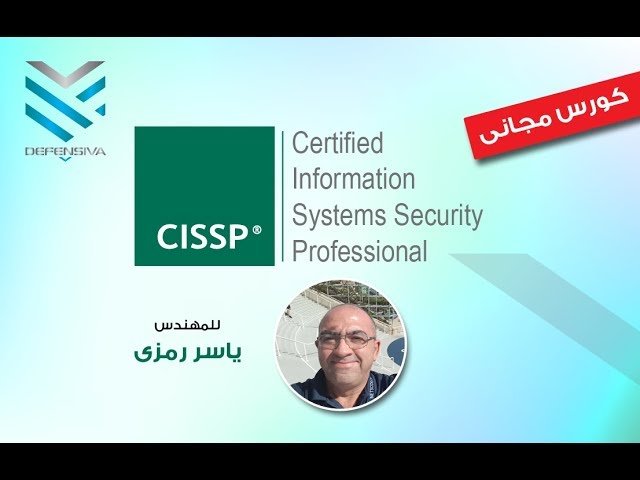 DEFENSIVA
كورس مجانى
CISSP®
Certified
Information
Systems Security
Professional
للمهندس
ياسر رمزى